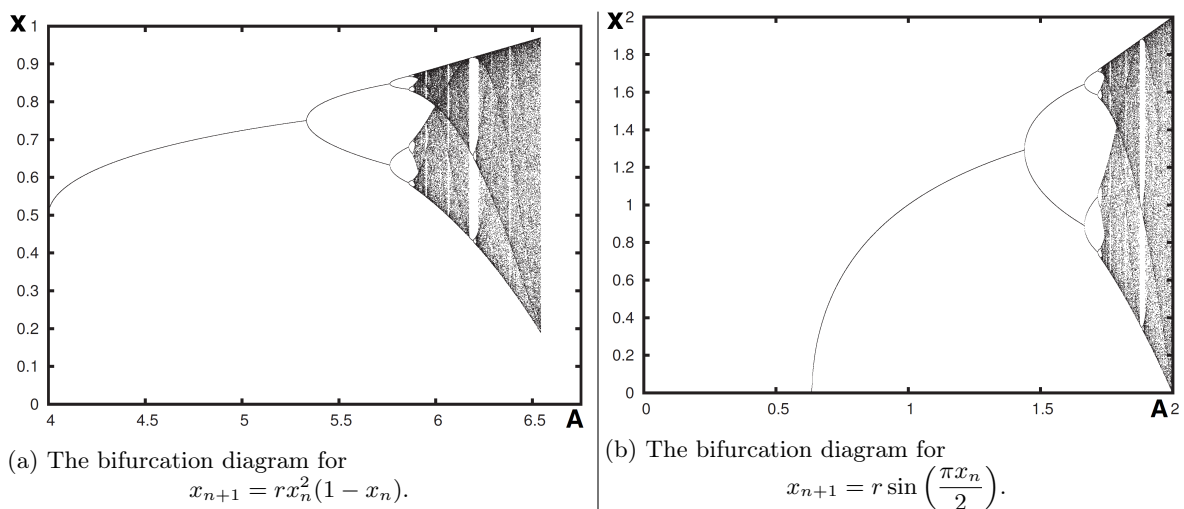 X 1
0.9
0.8
0.7
0.6
0.5
0.4
0.3
0.2
0.1
0
4 4.5 5 5.5 6 6.5 A
(a) The bifurcation diagram for
x_{n+1} = rx_n^2(1 − x_n).
X 2
1.8
1.6
1.4
1.2
1
0.8
0.6
0.4
0.2
0
0 0.5 1 1.5 A 2
(b) The bifurcation diagram for
x_{n+1} = r sin(πx_n/2).